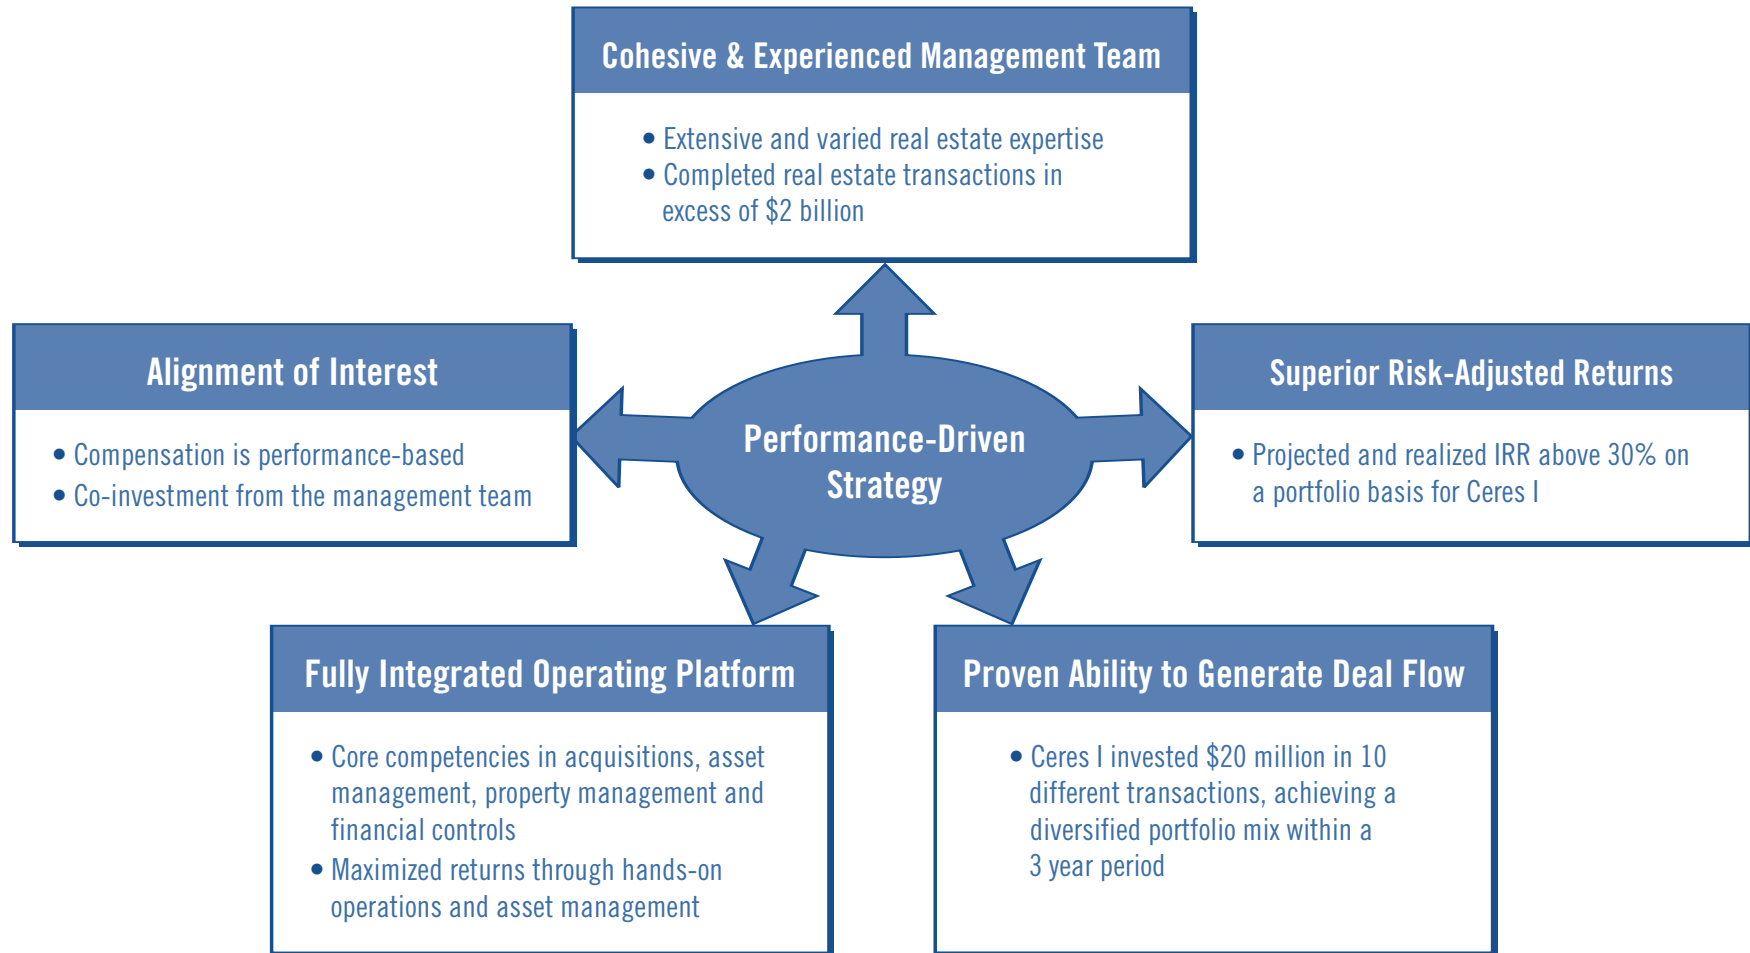 Cohesive & Experienced Management Team
• Extensive and varied real estate expertise
• Completed real estate transactions in
excess of $2 billion
Alignment of Interest
• Compensation is performance-based
• Co-investment from the management team
Performance-Driven
Strategy
Superior Risk-Adjusted Returns
• Projected and realized IRR above 30% on
a portfolio basis for Ceres I
Fully Integrated Operating Platform
• Core competencies in acquisitions, asset
management, property management and
financial controls
• Maximized returns through hands-on
operations and asset management
Proven Ability to Generate Deal Flow
• Ceres I invested $20 million in 10
different transactions, achieving a
diversified portfolio mix within a
3 year period